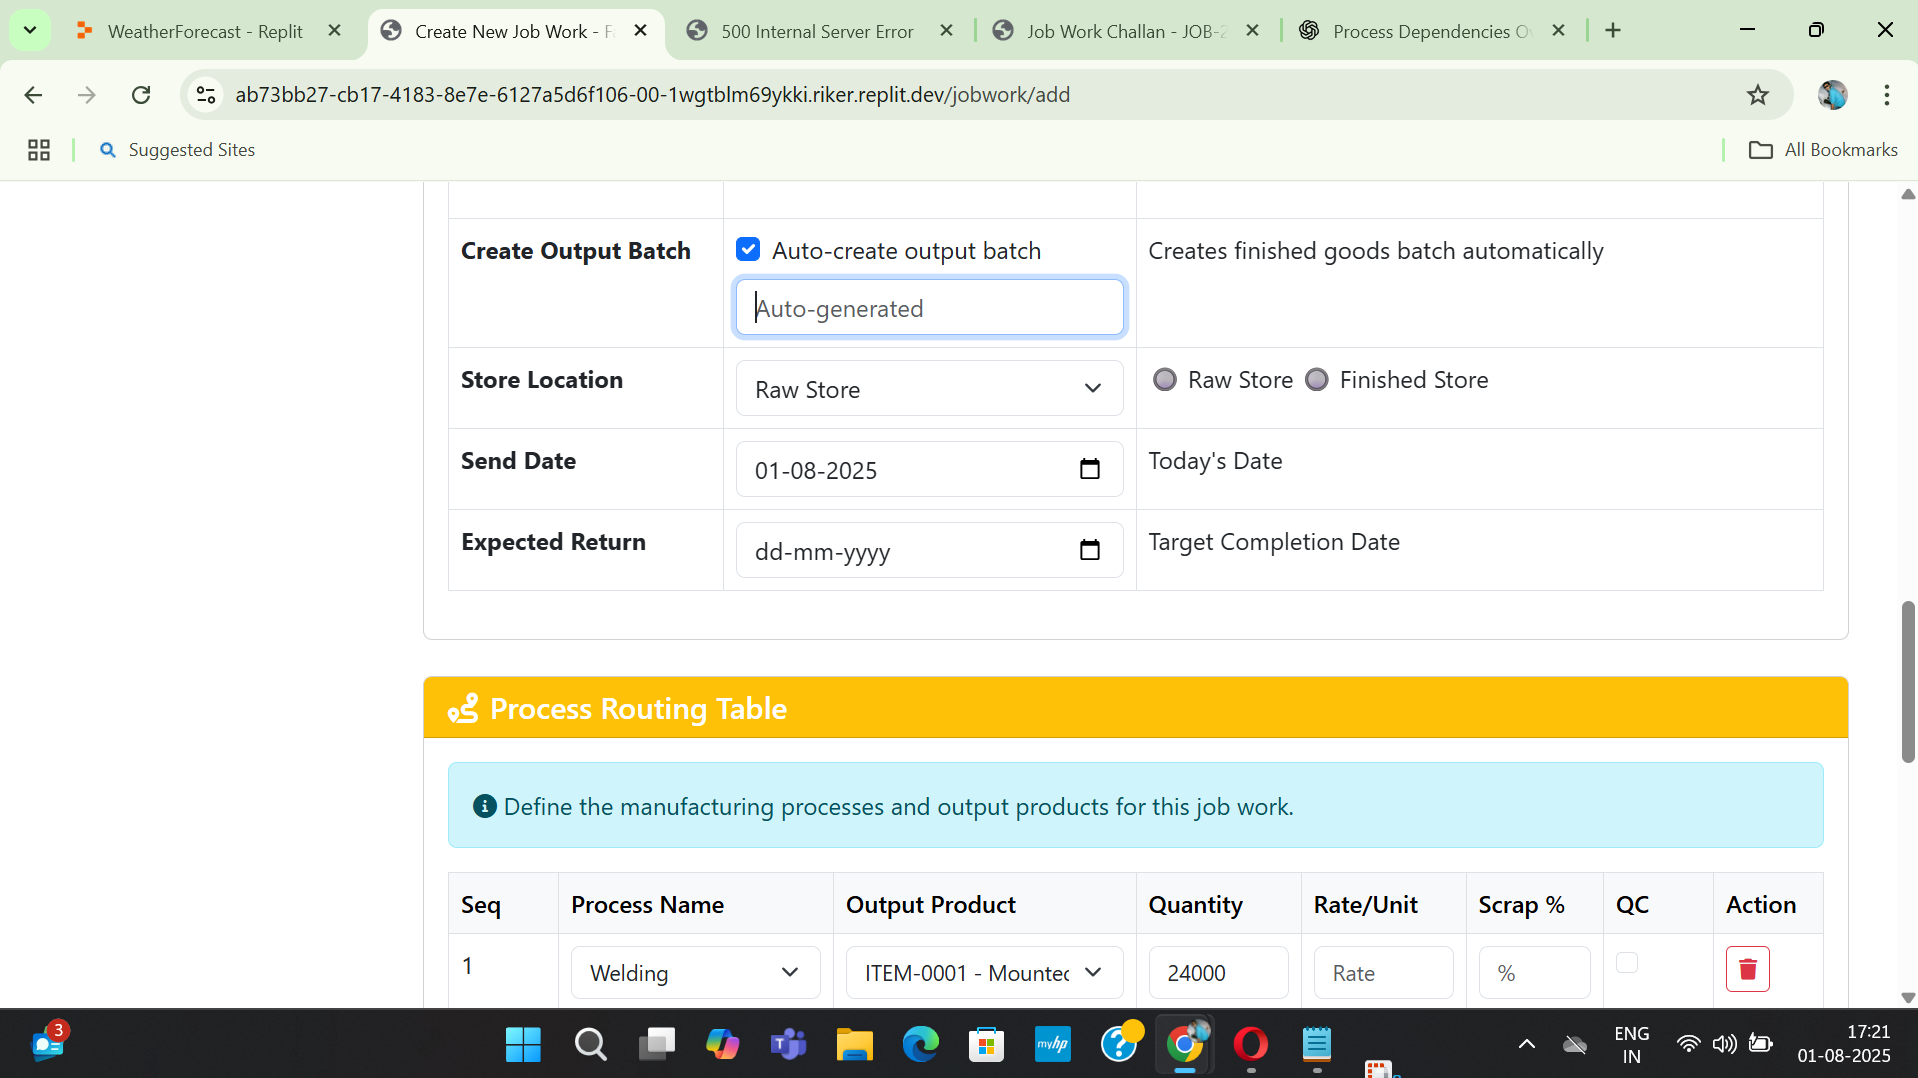 WeatherForecast - Replit
Create New Job Work - F
500 Internal Server Error
Job Work Challan - JOB-2
Process Dependencies O
ab73bb27-cb17-4183-8e7e-6127a5d6f106-00-1wgtblm69ykki.riker.replit.dev/jobwork/add
Suggested Sites
All Bookmarks
Create Output Batch
Auto-create output batch
Creates finished goods batch automatically
Auto-generated
Store Location
Raw Store
Raw Store
Finished Store
Send Date
01-08-2025
Today's Date
Expected Return
dd-mm-yyyy
Target Completion Date
Process Routing Table
Define the manufacturing processes and output products for this job work.
Seq
Process Name
Output Product
Quantity
Rate/Unit
Scrap %
QC
Action
1
Welding
ITEM-0001 - Mounted
24000
Rate
%
3
myhp
ENG
IN
17:21
01-08-2025